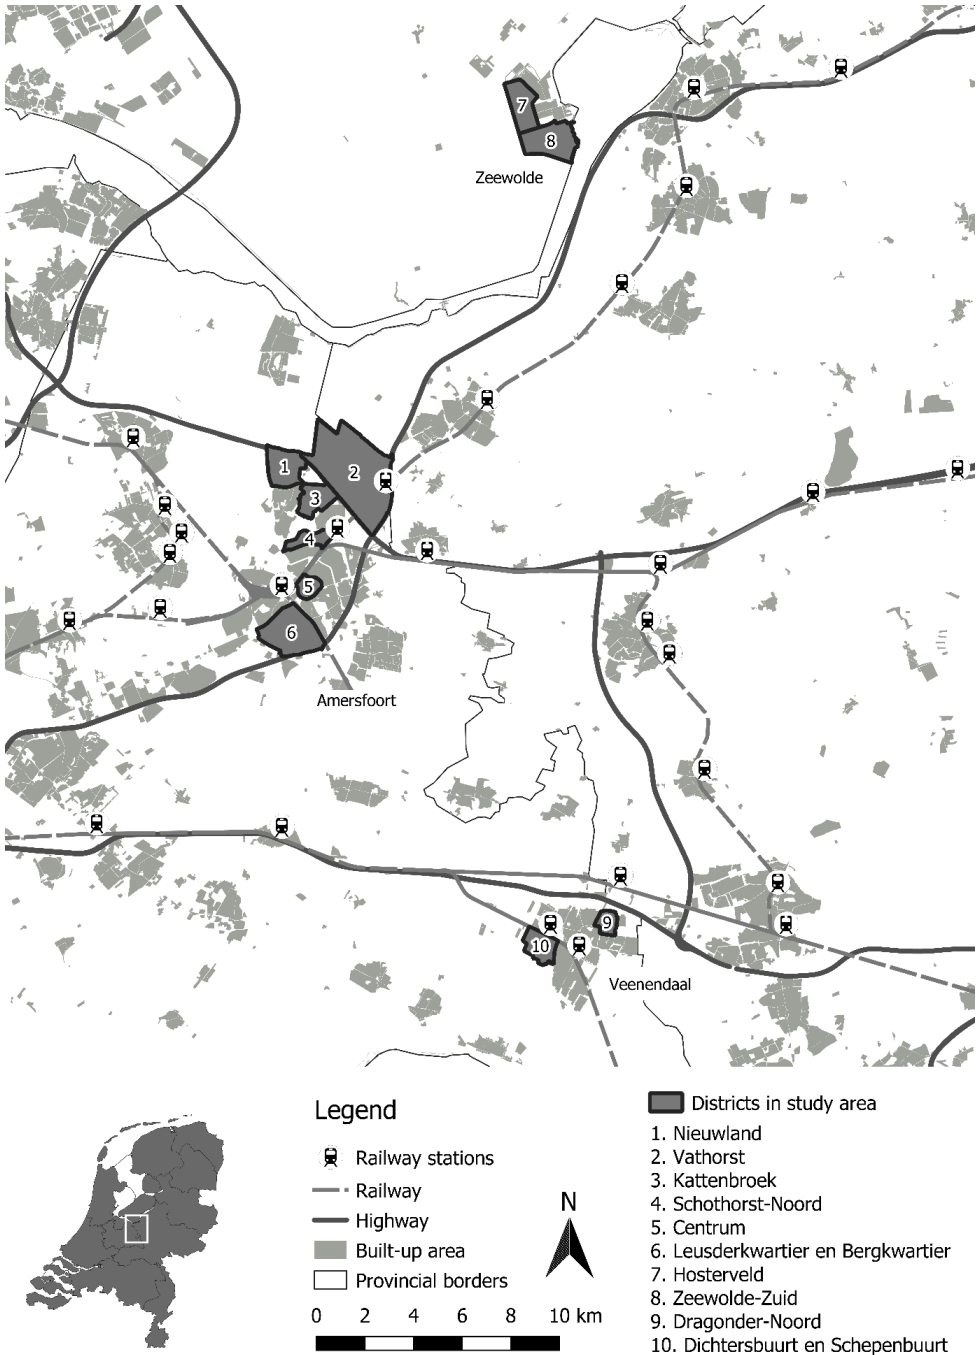 7
8
Zeewolde
1
2
3
4
5
6
Amersfoort
9
10
Veenendaal
Legend
Railway stations
Railway
Highway
Built-up area
Provincial borders
0 2 4 6 8 10 km
N
Districts in study area
1. Nieuwland
2. Vathorst
3. Kattenbroek
4. Schothorst-Noord
5. Centrum
6. Leusderkwartier en Bergkwartier
7. Hosterveld
8. Zeewolde-Zuid
9. Dragonder-Noord
10. Dichtersbuurt en Schepenbuurt